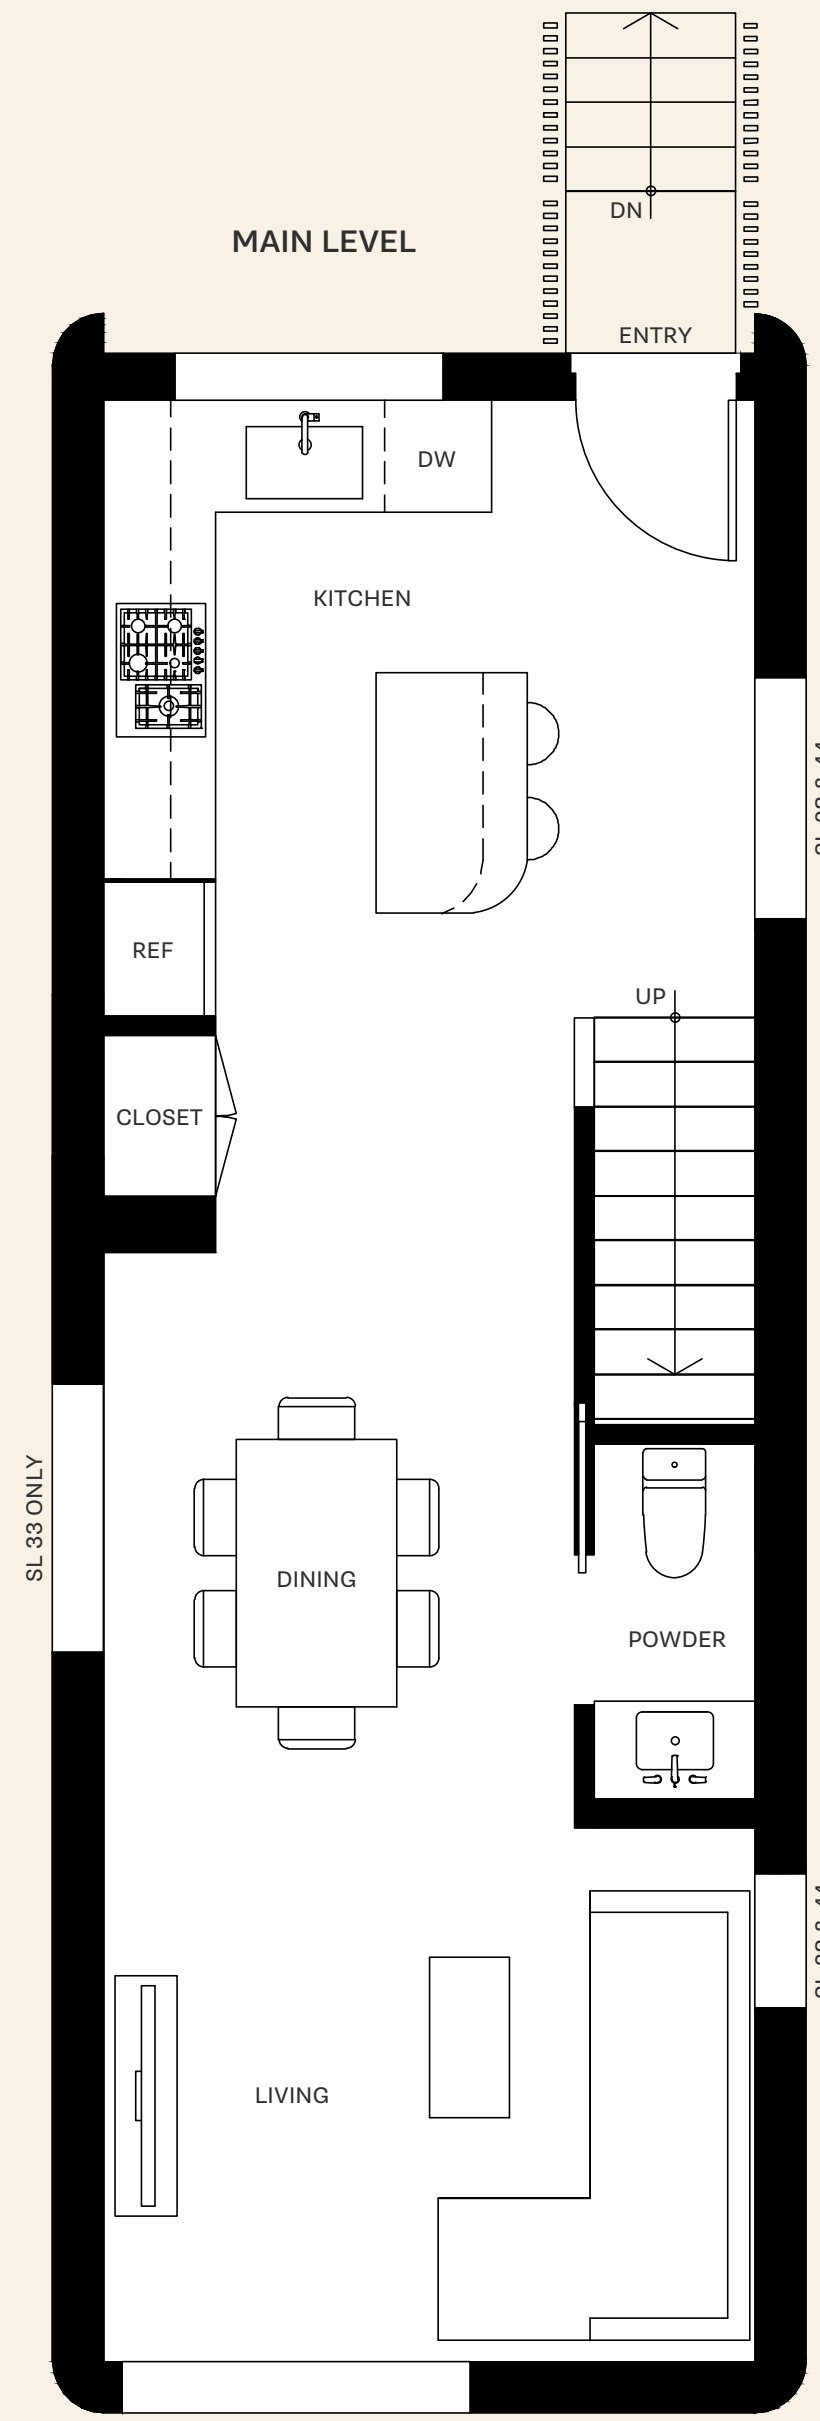 DN
MAIN LEVEL
ENTRY
DW
KITCHEN
REF
UP
CLOSET
SL 33 ONLY
DINING
POWDER
LIVING